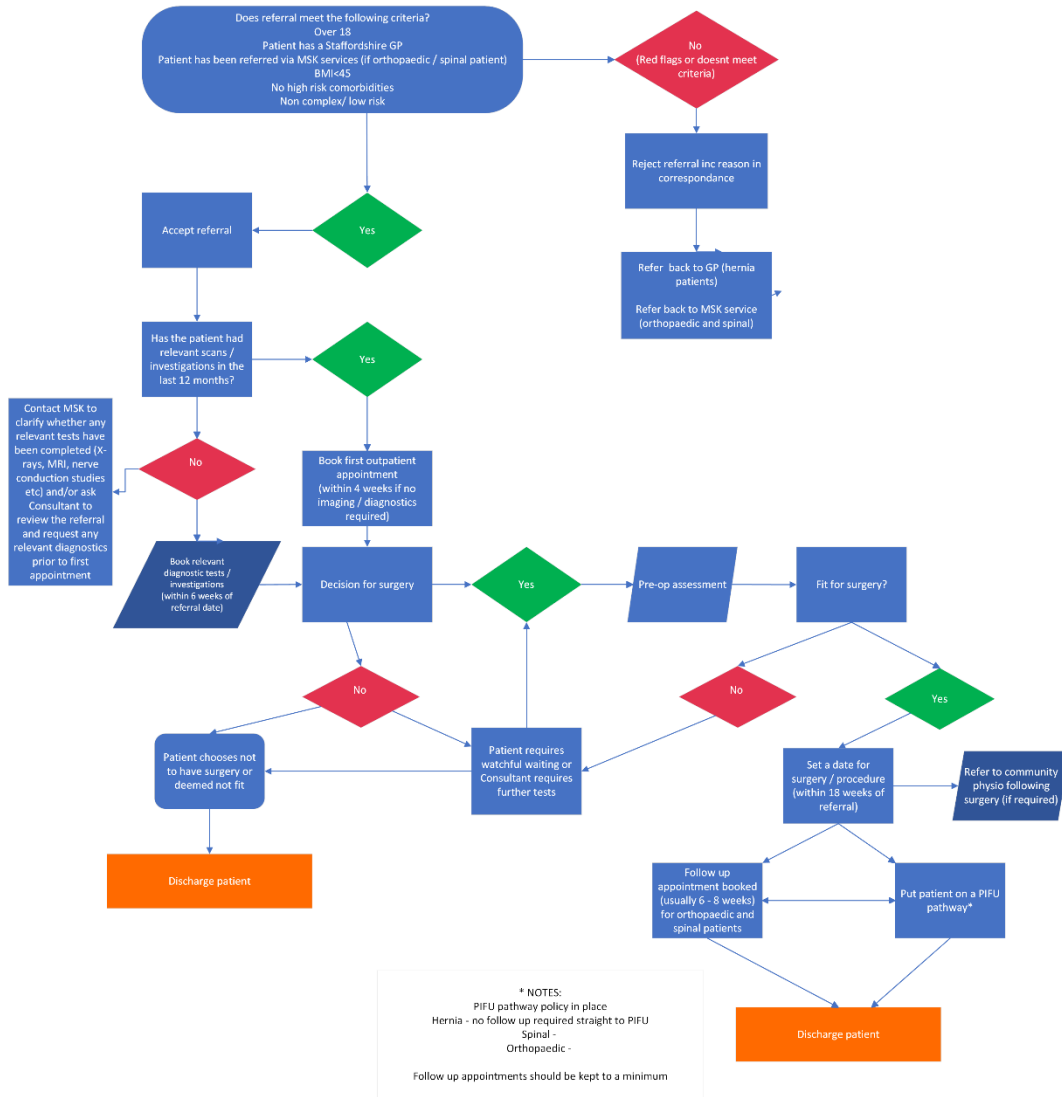 Does referral meet the following criteria?
Over 18
Patient has a Staffordshire GP
Patient has been referred via MSK services (if orthopaedic / spinal patient)
BMI<45
No high risk comorbidities
Non complex/ low risk
No
(Red flags or doesnt meet
criteria)
Reject referral inc reason in
correspondance
Accept referral
Yes
Refer back to GP (hernia
patients)
Refer back to MSK service
(orthopaedic and spinal)
Has the patient had
relevant scans /
investigations in the
last 12 months?
Yes
Contact MSK to
clarify whether any
relevant tests have
been completed (X-
rays, MRI, nerve
conduction studies
etc) and/or ask
Consultant to
review the referral
and request any
relevant diagnostics
prior to first
appointment
No
Book first outpatient
appointment
(within 4 weeks if no
imaging / diagnostics
required)
Book relevant
diagnostic tests /
investigations
(within 6 weeks of
referral date)
Decision for surgery
Yes
Pre-op assessment
Fit for surgery?
No
No
Yes
Patient chooses not
to have surgery or
deemed not fit
Patient requires
watchful waiting or
Consultant requires
further tests
Set a date for
surgery / procedure
(within 18 weeks of
referral)
Refer to community
physio following
surgery (if required)
Discharge patient
Follow up
appointment booked
(usually 6 - 8 weeks)
for orthopaedic and
spinal patients
Put patient on a PIFU
pathway*
* NOTES:
PIFU pathway policy in place
Hernia - no follow up required straight to PIFU
Spinal -
Orthopaedic -
Follow up appointments should be kept to a minimum
Discharge patient